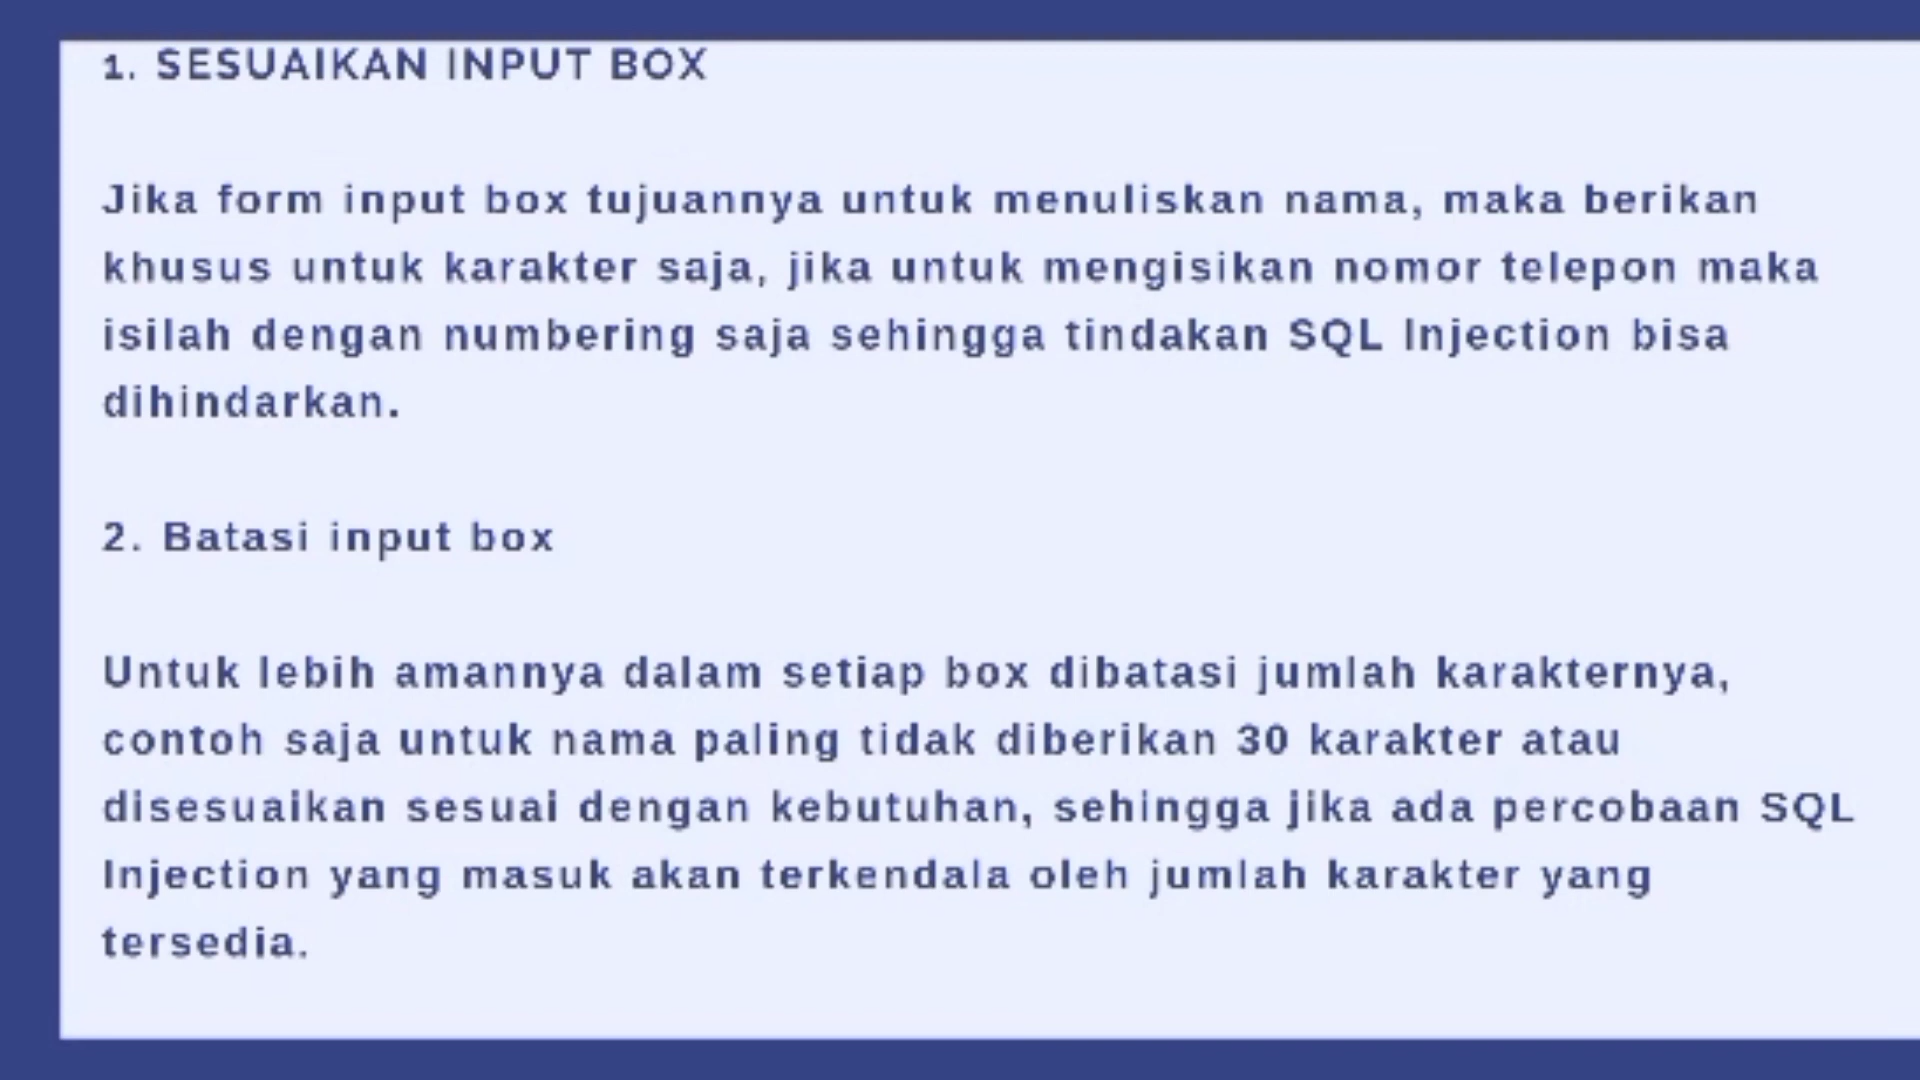 1. SESUAIKAN INPUT BOX
Jika form input box tujuannya untuk menuliskan nama, maka berikan
khusus untuk karakter saja, jika untuk mengisikan nomor telepon maka
isilah dengan numbering saja sehingga tindakan SQL Injection bisa
dihindarkan.
2. Batasi input box
Untuk lebih amannya dalam setiap box dibatasi jumlah karakternya,
contoh saja untuk nama paling tidak diberikan 30 karakter atau
disesuaikan sesuai dengan kebutuhan, sehingga jika ada percobaan SQL
Injection yang masuk akan terkendala oleh jumlah karakter yang
tersedia.